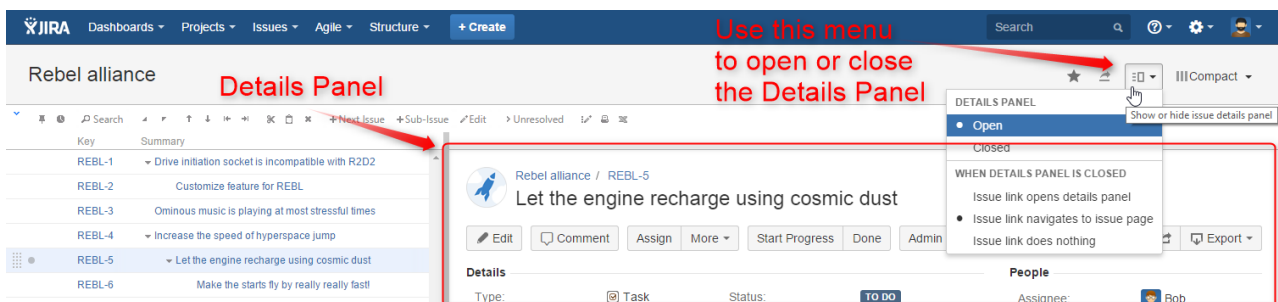 JIRA Dashboards Projects Issues Agile Structure + Create Search
Use this menu
to open or close
the Details Panel
Rebel alliance
Details Panel
Compact
DETAILS PANEL
Show or hide issue details panel
Open
Closed
WHEN DETAILS PANEL IS CLOSED
Issue link opens details panel
Issue link navigates to issue page
Issue link does nothing
Search +Next Issue +Sub-Issue Edit Unresolved
Key Summary
REBL-1 Drive initiation socket is incompatible with R2D2
REBL-2 Customize feature for REBL
REBL-3 Ominous music is playing at most stressful times
REBL-4 Increase the speed of hyperspace jump
REBL-5 Let the engine recharge using cosmic dust
REBL-6 Make the starts fly by really really fast!
Rebel alliance / REBL-5
Let the engine recharge using cosmic dust
Edit Comment Assign More Start Progress Done Admin Export
Details People
Type: Task Status: TO DO Assignee: Bob